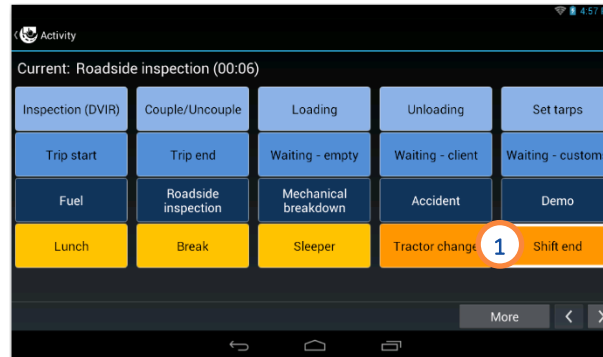 4:57
Activity
Current: Roadside inspection (00:06)
Inspection (DVIR)
Couple/Uncouple
Loading
Unloading
Set tarps
Trip start
Trip end
Waiting - empty
Waiting - client
Waiting - custom
Fuel
Roadside
inspection
Mechanical
breakdown
Accident
Demo
Lunch
Break
Sleeper
Tractor change
1
Shift end
More